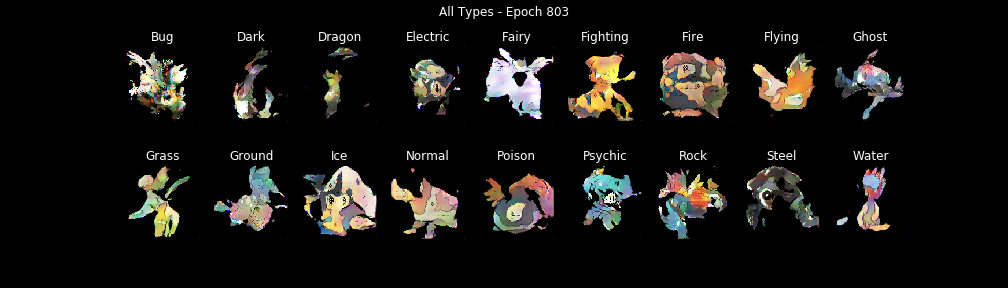 All Types - Epoch 803
Bug Dark Dragon Electric Fairy Fighting Fire Flying Ghost
Grass Ground Ice Normal Poison Psychic Rock Steel Water